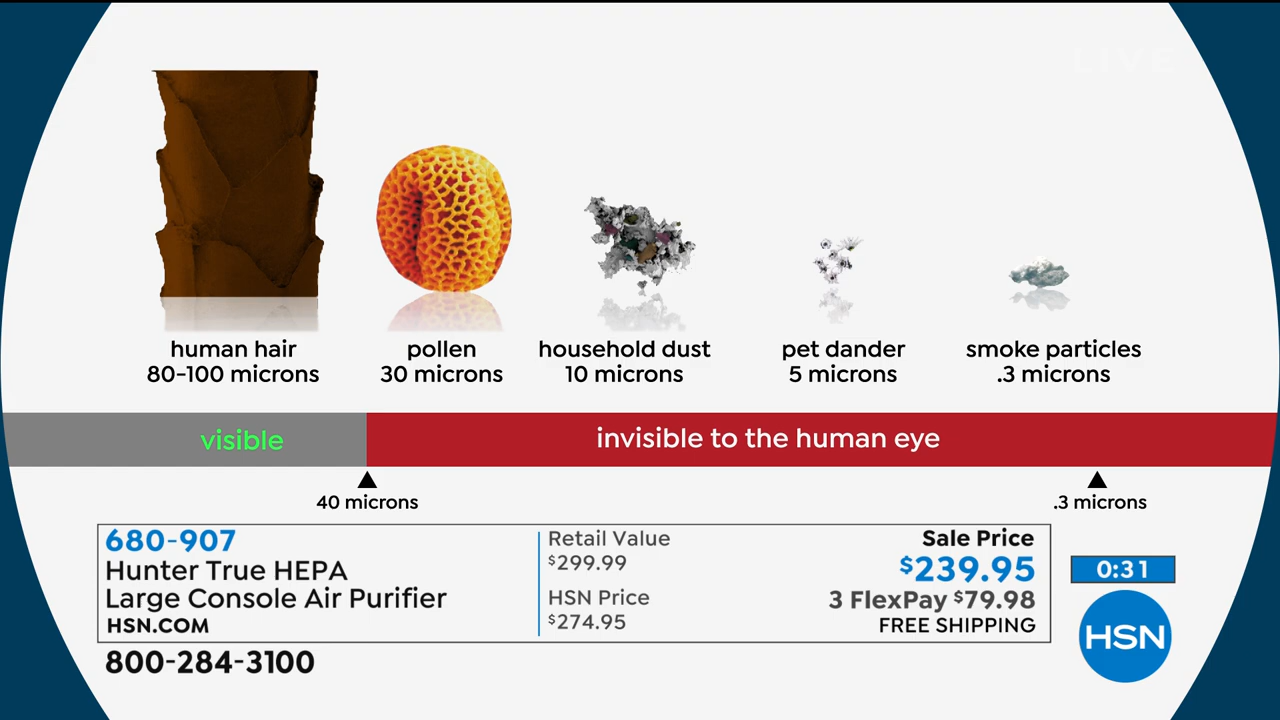 LIVE
human hair
80-100 microns
pollen
30 microns
household dust
10 microns
pet dander
5 microns
smoke particles
.3 microns
visible
invisible to the human eye
40 microns
.3 microns
680-907
Hunter True HEPA
Large Console Air Purifier
HSN.COM
Retail Value
$299.99
HSN Price
$274.95
Sale Price
$239.95
3 FlexPay $79.98
FREE SHIPPING
0:31
HSN
800-284-3100